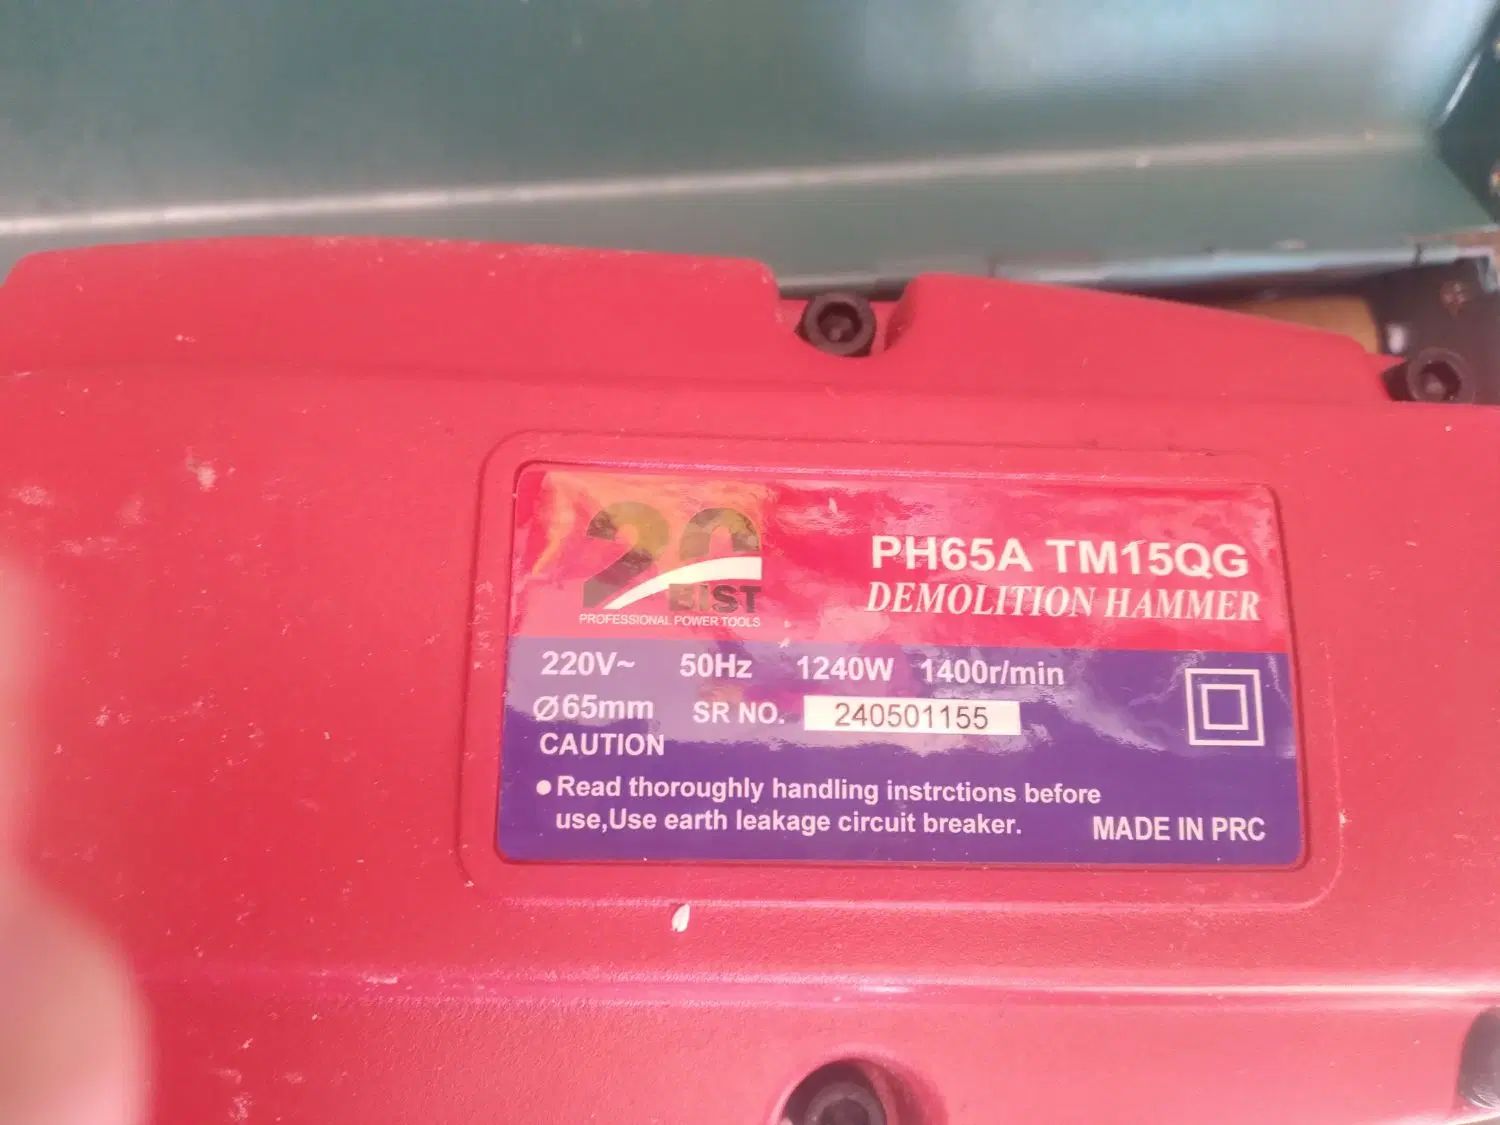 20
BIST
PROFESSIONAL POWER TOOLS
PH65A TM15QG
DEMOLITION HAMMER
220V~ 50Hz 1240W 1400r/min
Ø65mm SR NO. 240501155
CAUTION
●Read thoroughly handling instrctions before
use,Use earth leakage circuit breaker.
MADE IN PRC